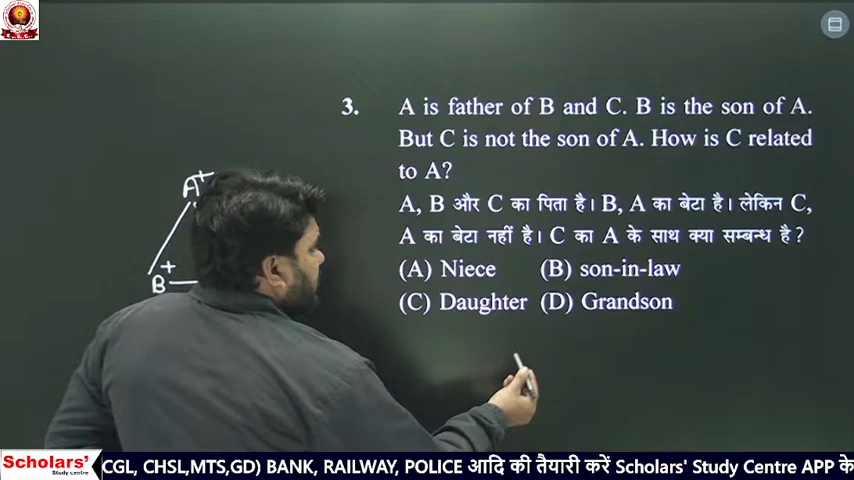 3. A is father of B and C. B is the son of A.
But C is not the son of A. How is C related
to A?
A, B और C का पिता है। B, A का बेटा है। लेकिन C,
A का बेटा नहीं है। C का A के साथ क्या सम्बन्ध है?
(A) Niece (B) son-in-law
(C) Daughter (D) Grandson
A+
B+
Scholars'
Study Centre
CGL, CHSL,MTS,GD) BANK, RAILWAY, POLICE आदि की तैयारी करें Scholars' Study Centre APP के